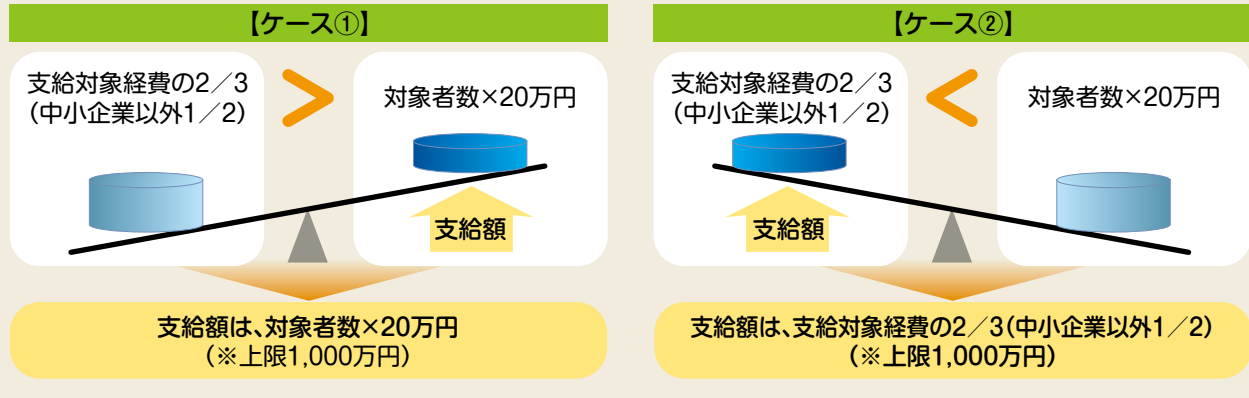 【ケース①】
支給対象経費の2／3
（中小企業以外1／2）
＞
対象者数×20万円
支給額
支給額は、対象者数×20万円
（※上限1,000万円）
【ケース②】
支給対象経費の2／3
（中小企業以外1／2）
＜
対象者数×20万円
支給額
支給額は、支給対象経費の2／3（中小企業以外1／2）
（※上限1,000万円）